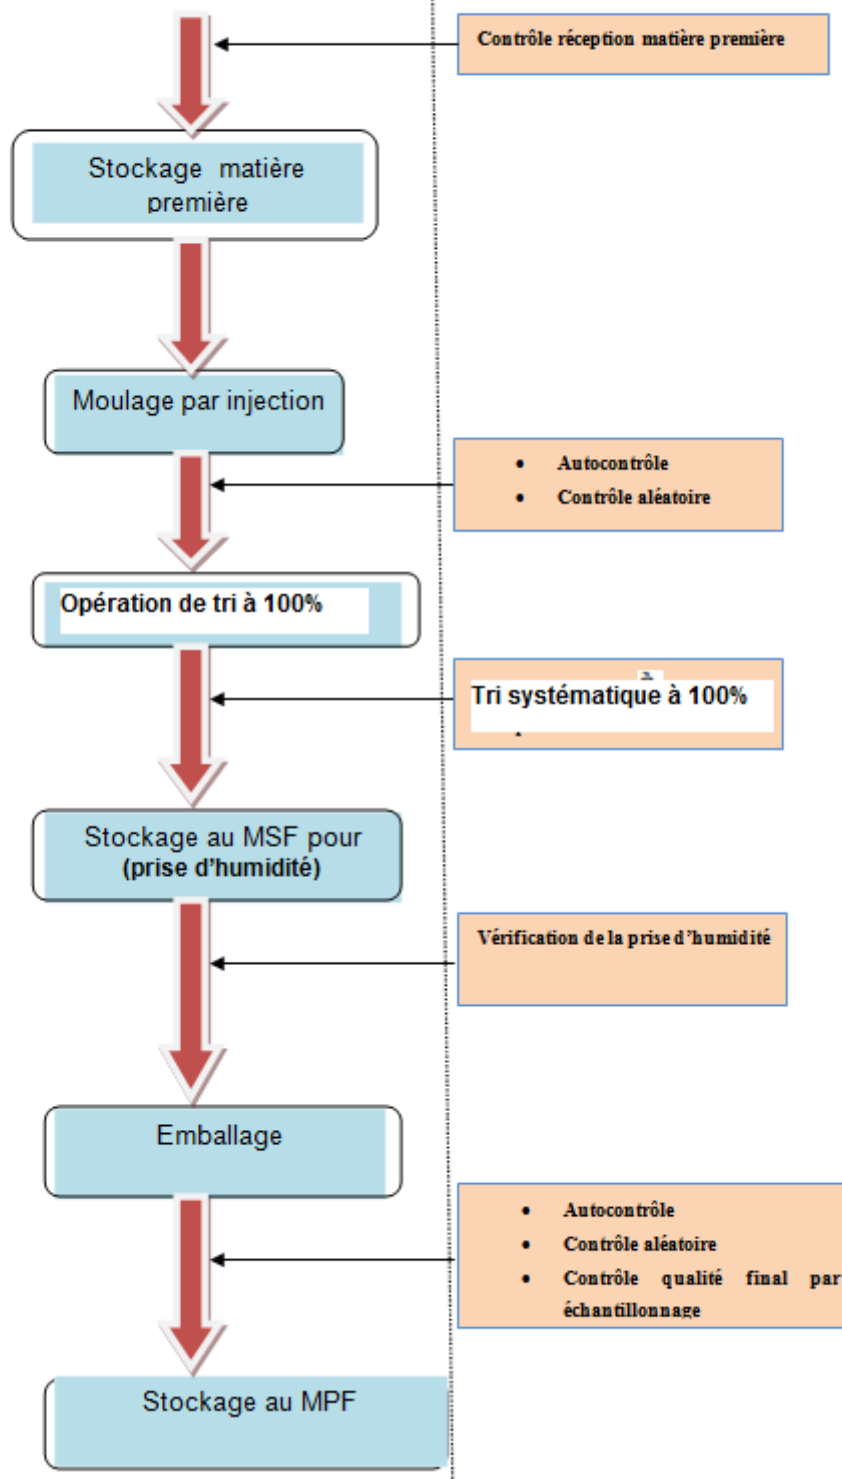 Contrôle réception matière première
Stockage matière
première
Moulage par injection
• Autocontrôle
• Contrôle aléatoire
Opération de tri à 100%
Tri systématique à 100%
Stockage au MSF pour
(prise d'humidité)
Vérification de la prise d'humidité
Emballage
• Autocontrôle
• Contrôle aléatoire
• Contrôle qualité final par
échantillonnage
Stockage au MPF